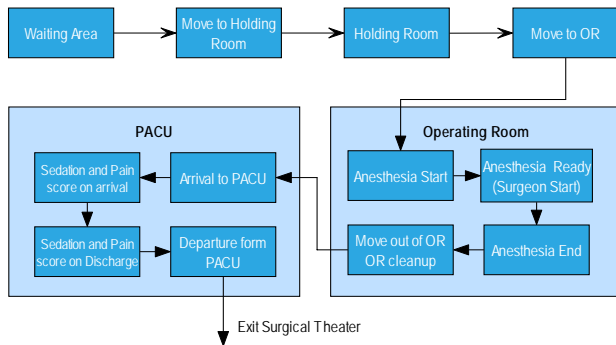 Waiting Area
Move to Holding
Room
Holding Room
Move to OR
PACU
Sedation and Pain
score on arrival
Arrival to PACU
Sedation and Pain
score on Discharge
Departure form
PACU
Operating Room
Anesthesia Start
Anesthesia Ready
(Surgeon Start)
Move out of OR
OR cleanup
Anesthesia End
Exit Surgical Theater